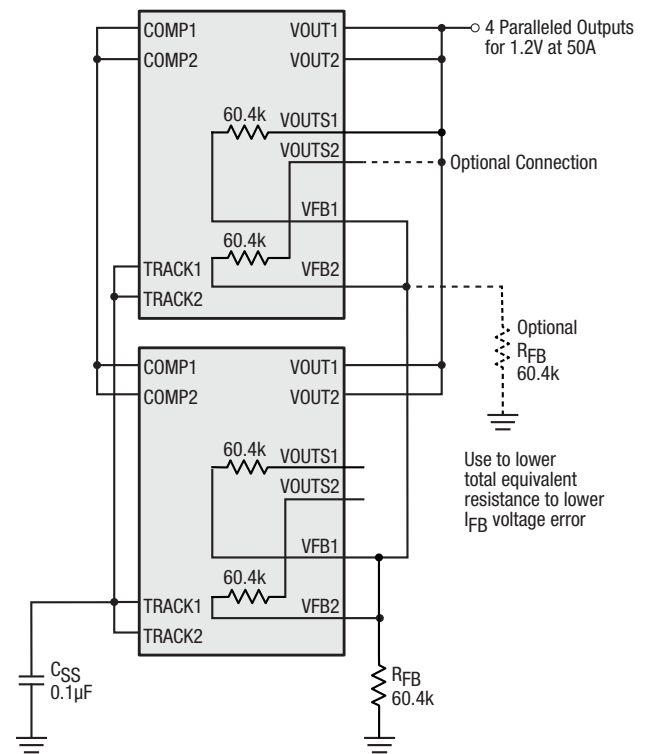 COMP1
COMP2
VOUT1
VOUT2
4 Paralleled Outputs
for 1.2V at 50A
60.4k
VOUTS1
VOUTS2
Optional Connection
VFB1
60.4k
VFB2
TRACK1
TRACK2
Optional
RFB
60.4k
COMP1
COMP2
VOUT1
VOUT2
60.4k
VOUTS1
VOUTS2
Use to lower
total equivalent
resistance to lower
IFB voltage error
VFB1
60.4k
VFB2
TRACK1
TRACK2
CSS
0.1µF
RFB
60.4k